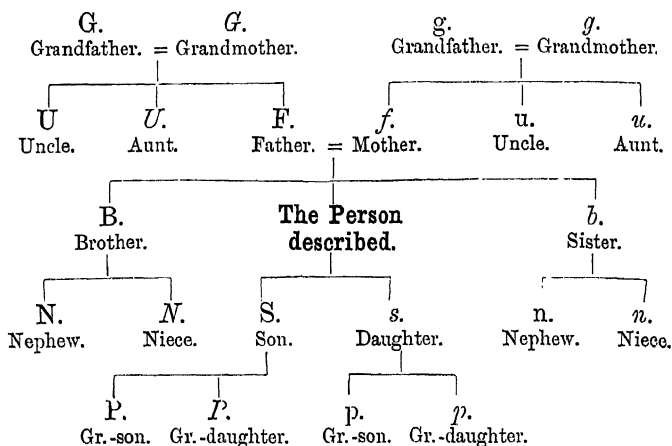 G. G. g. g.
Grandfather. = Grandmother. Grandfather. = Grandmother.
U U. F. f. u. u.
Uncle. Aunt. Father. = Mother. Uncle. Aunt.
B. The Person b.
Brother. described. Sister.
N. N. S. s. n. n.
Nephew. Niece. Son. Daughter. Nephew. Niece.
P. P. p. p.
Gr.-son. Gr.-daughter. Gr.-son. Gr.-daughter.